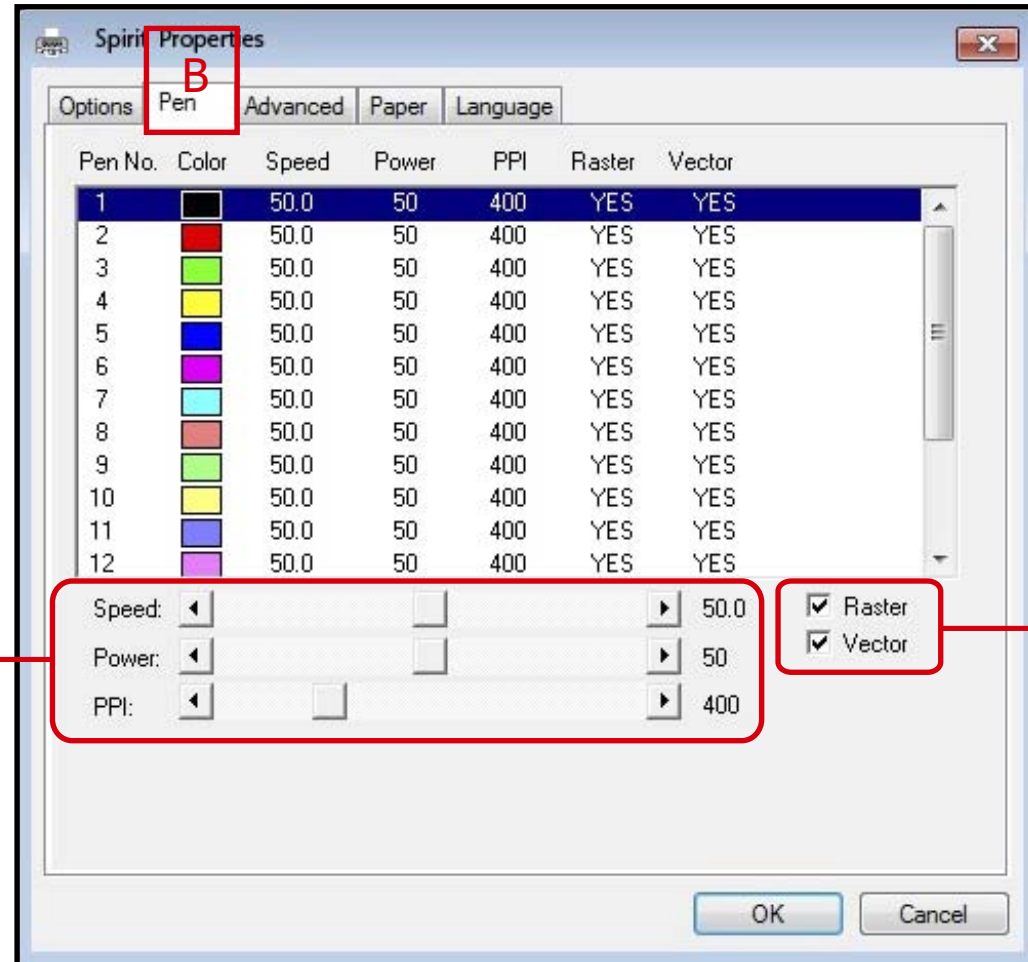 Spirit Properties
B
Options Pen Advanced Paper Language
Pen No. Color Speed Power PPI Raster Vector
1 50.0 50 400 YES YES
2 50.0 50 400 YES YES
3 50.0 50 400 YES YES
4 50.0 50 400 YES YES
5 50.0 50 400 YES YES
6 50.0 50 400 YES YES
7 50.0 50 400 YES YES
8 50.0 50 400 YES YES
9 50.0 50 400 YES YES
10 50.0 50 400 YES YES
11 50.0 50 400 YES YES
12 50.0 50 400 YES YES
Speed: 50.0 Raster
Power: 50 Vector
PPI: 400
OK Cancel